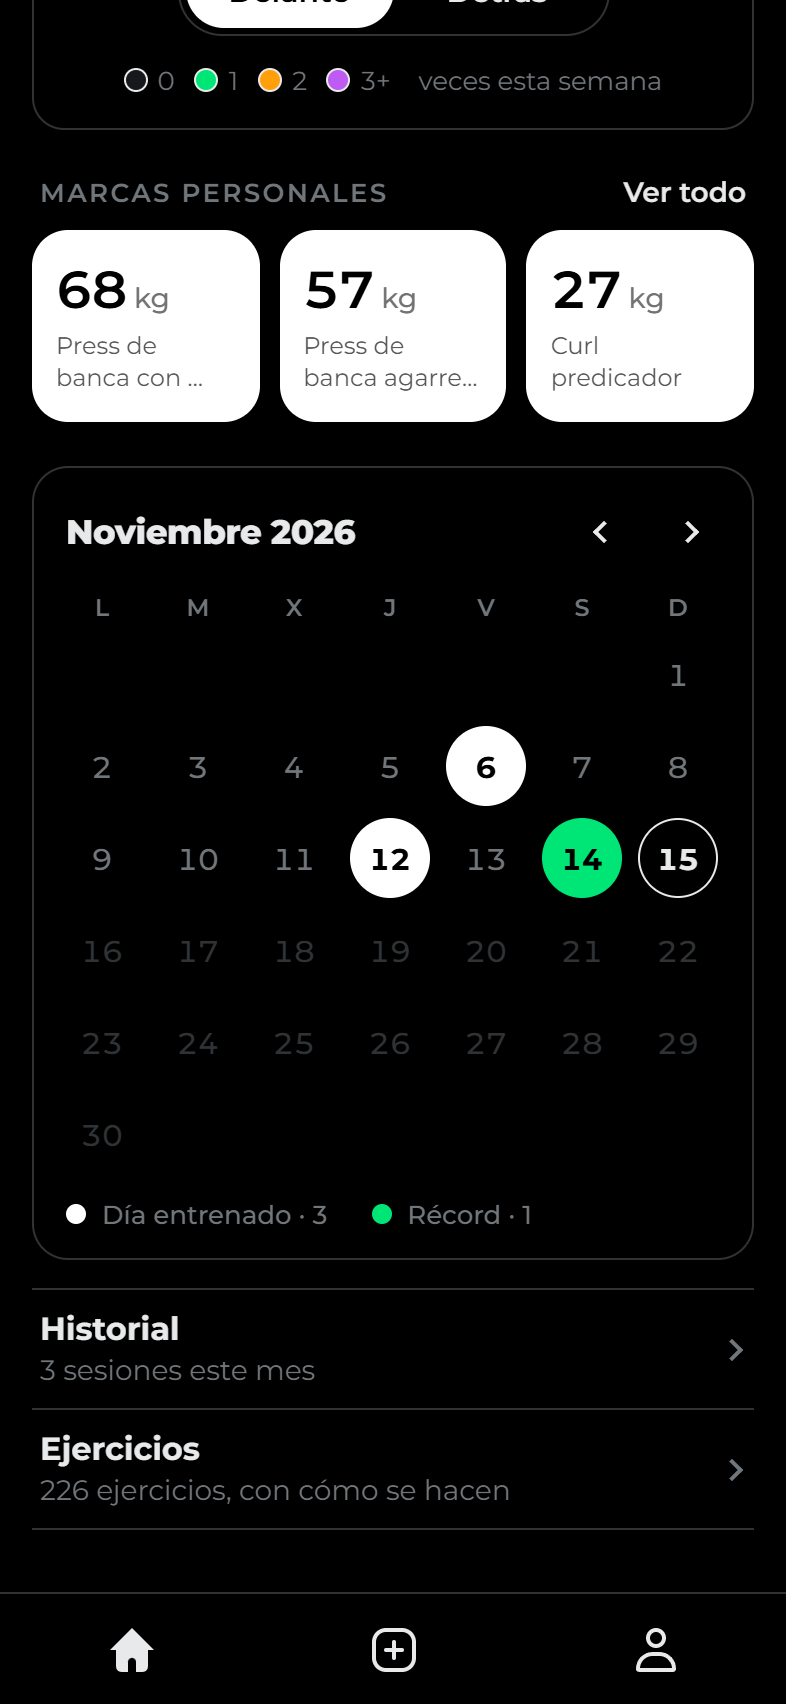 Delante Detrás
0 1 2 3+ veces esta semana
MARCAS PERSONALES Ver todo
68 kg 57 kg 27 kg
Press de Press de Curl
banca con ... banca agarre... predicador
Noviembre 2026
L M X J V S D
1
2 3 4 5 6 7 8
9 10 11 12 13 14 15
16 17 18 19 20 21 22
23 24 25 26 27 28 29
30
Día entrenado · 3 Récord · 1
Historial
3 sesiones este mes
Ejercicios
226 ejercicios, con cómo se hacen